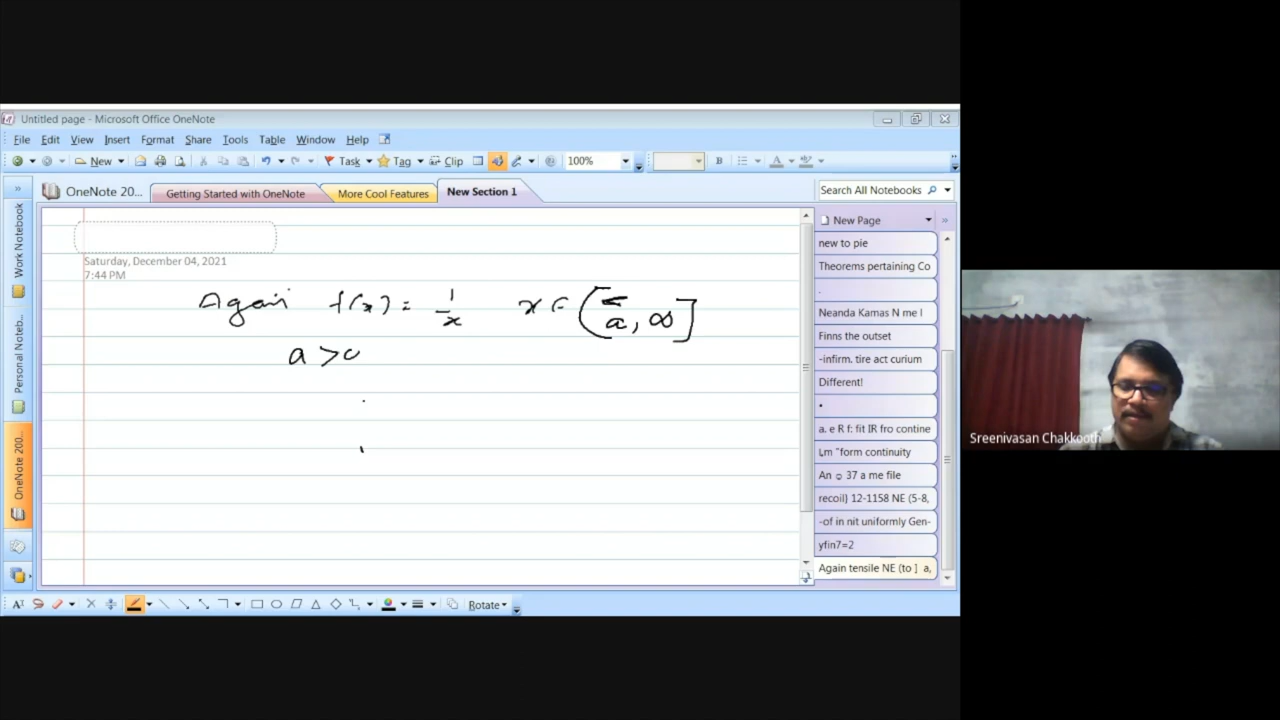 Untitled page - Microsoft Office OneNote
File Edit View Insert Format Share Tools Table Window Help
New Task Tag Clip 100% B A
OneNote 20... Getting Started with OneNote More Cool Features New Section 1 Search All Notebooks
Work Notebook
Personal Noteb...
OneNote 200...
Saturday, December 04, 2021
7:44 PM
Again f(x) = 1/x x ∈ (a, ∞]
a > 0
New Page
new to pie
Theorems pertaining Co
.
Neanda Kamas N me l
Finns the outset
-infirm. tire act curium
Different!
•
a. e R f: fit IR fro contine
Lm "form continuity
An ☺ 37 a me file
recoil} 12-1158 NE (5-8,
-of in nit uniformly Gen-
yfin7=2
Again tensile NE (to ] a,
Rotate
Sreenivasan Chakkooth